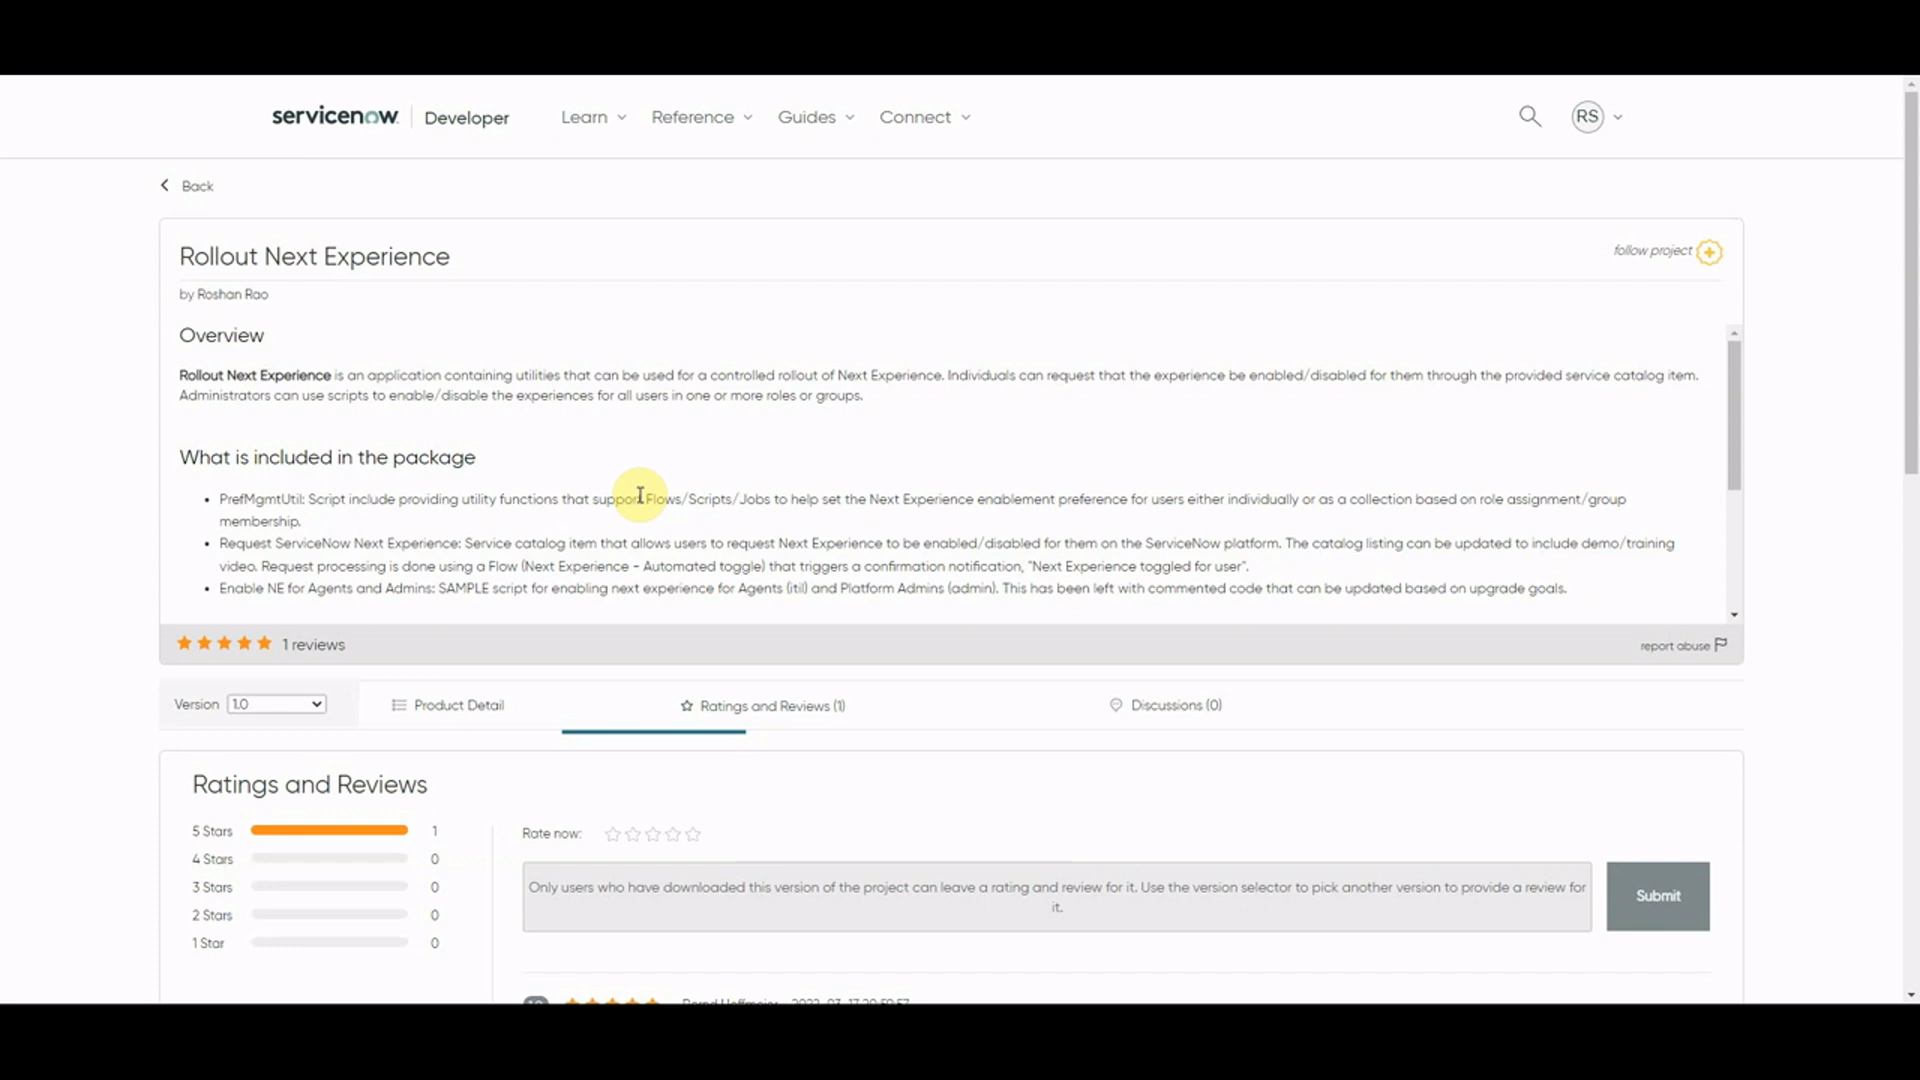 servicenow Developer Learn Reference Guides Connect RS
Back
Rollout Next Experience
follow project
by Roshan Rao
Overview
Rollout Next Experience is an application containing utilities that can be used for a controlled rollout of Next Experience. Individuals can request that the experience be enabled/disabled for them through the provided service catalog item.
Administrators can use scripts to enable/disable the experiences for all users in one or more roles or groups.
What is included in the package
• PrefMgmtUtil: Script include providing utility functions that support Flows/Scripts/Jobs to help set the Next Experience enablement preference for users either individually or as a collection based on role assignment/group
membership.
• Request ServiceNow Next Experience: Service catalog item that allows users to request Next Experience to be enabled/disabled for them on the ServiceNow platform. The catalog listing can be updated to include demo/training
video. Request processing is done using a Flow (Next Experience - Automated toggle) that triggers a confirmation notification, "Next Experience toggled for user".
• Enable NE for Agents and Admins: SAMPLE script for enabling next experience for Agents (itil) and Platform Admins (admin). This has been left with commented code that can be updated based on upgrade goals.
1 reviews
report abuse
Version 1.0 Product Detail Ratings and Reviews (1) Discussions (0)
Ratings and Reviews
5 Stars 1
4 Stars 0
3 Stars 0
2 Stars 0
1 Star 0
Rate now:
Only users who have downloaded this version of the project can leave a rating and review for it. Use the version selector to pick another version to provide a review for
it.
Submit